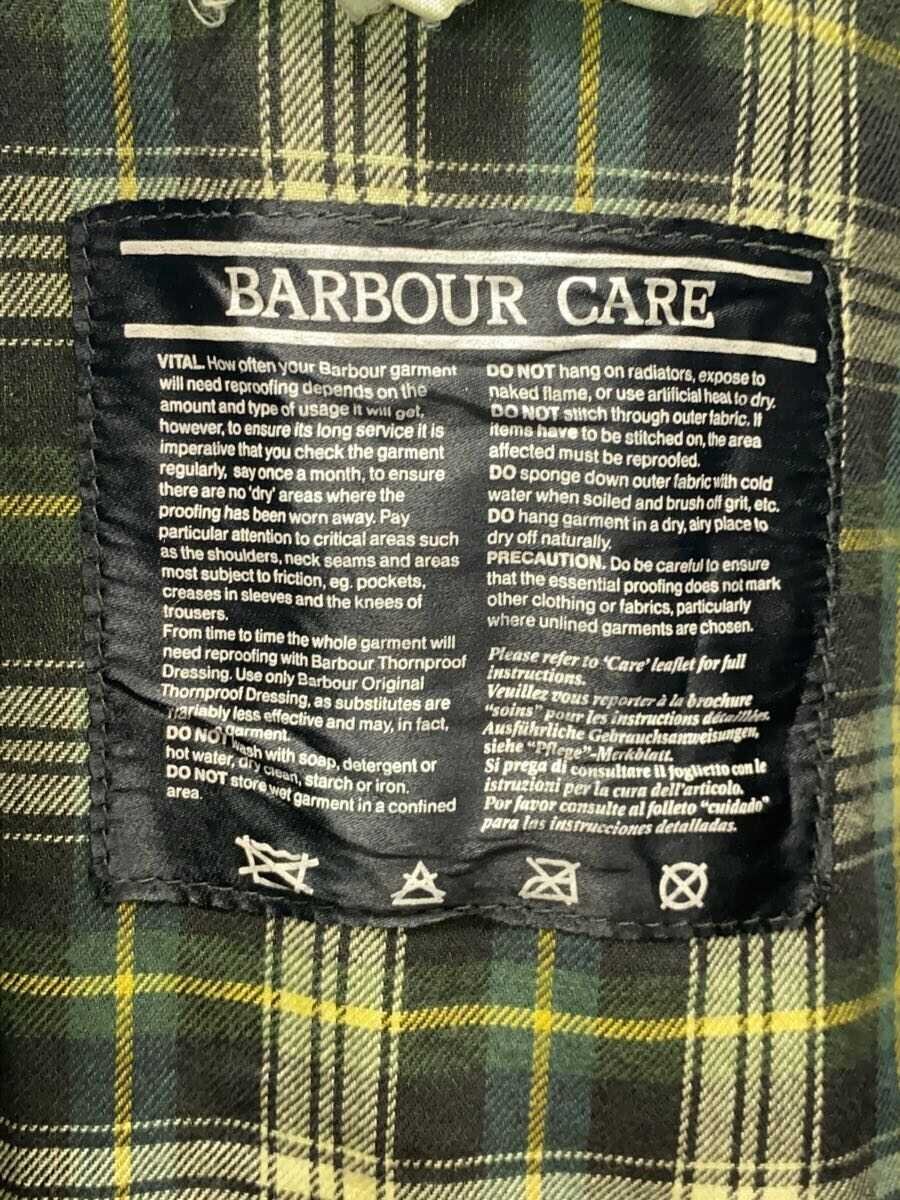 BARBOUR CARE
VITAL. How often your Barbour garment
will need reproofing depends on the
amount and type of usage it will get,
however, to ensure its long service it is
imperative that you check the garment
regularly, say once a month, to ensure
there are no 'dry' areas where the
proofing has been worn away. Pay
particular attention to critical areas such
as the shoulders, neck seams and areas
most subject to friction, eg. pockets,
creases in sleeves and the knees of
trousers.
From time to time the whole garment will
need reproofing with Barbour Thornproof
Dressing. Use only Barbour Original
Thornproof Dressing, as substitutes are
variably less effective and may, in fact,
garment.
DO NOT wash with soap, detergent or
hot water, dry clean, starch or iron.
DO NOT store wet garment in a confined
area.
DO NOT hang on radiators, expose to
naked flame, or use artificial heat to dry.
DO NOT stitch through outer fabric. If
items have to be stitched on, the area
affected must be reproofed.
DO sponge down outer fabric with cold
water when soiled and brush off grit, etc.
DO hang garment in a dry, airy place to
dry off naturally.
PRECAUTION. Do be careful to ensure
that the essential proofing does not mark
other clothing or fabrics, particularly
where unlined garments are chosen.
Please refer to 'Care' leaflet for full
instructions.
Veuillez vous reporter à la brochure
"soins" pour les instructions détaillées.
Ausführliche Gebrauchsanweisungen,
siehe "Pflege"-Merkblatt.
Si prega di consultare il foglietto con le
istruzioni per la cura dell'articolo.
Por favor consulte al folleto "cuidado"
para las instrucciones detalladas.